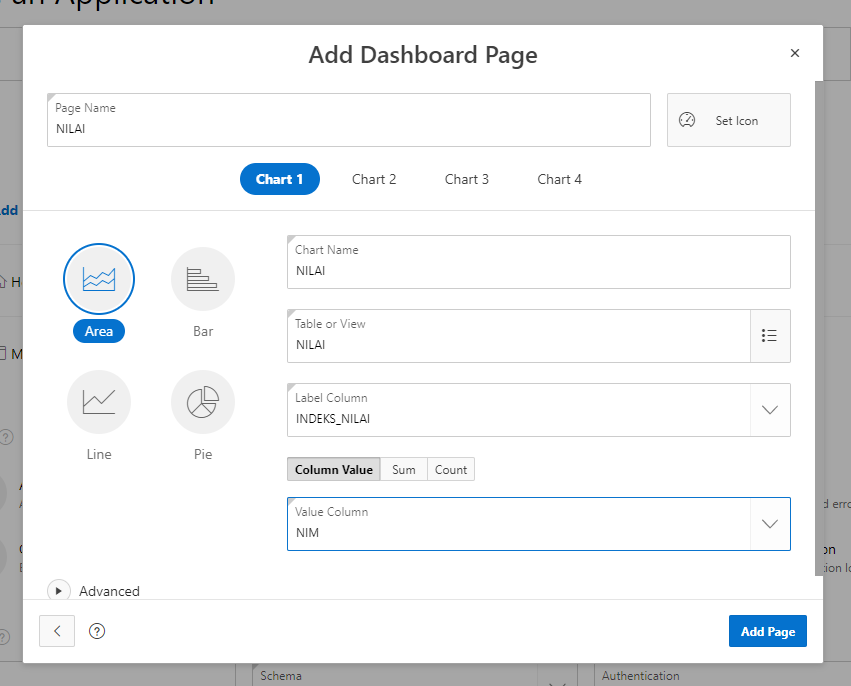 Add Dashboard Page
Page Name
NILAI
Set Icon
Chart 1
Chart 2
Chart 3
Chart 4
Area
Bar
Line
Pie
Chart Name
NILAI
Table or View
NILAI
Label Column
INDEKS_NILAI
Column Value
Sum
Count
Value Column
NIM
Advanced
Add Page
Schema
Authentication